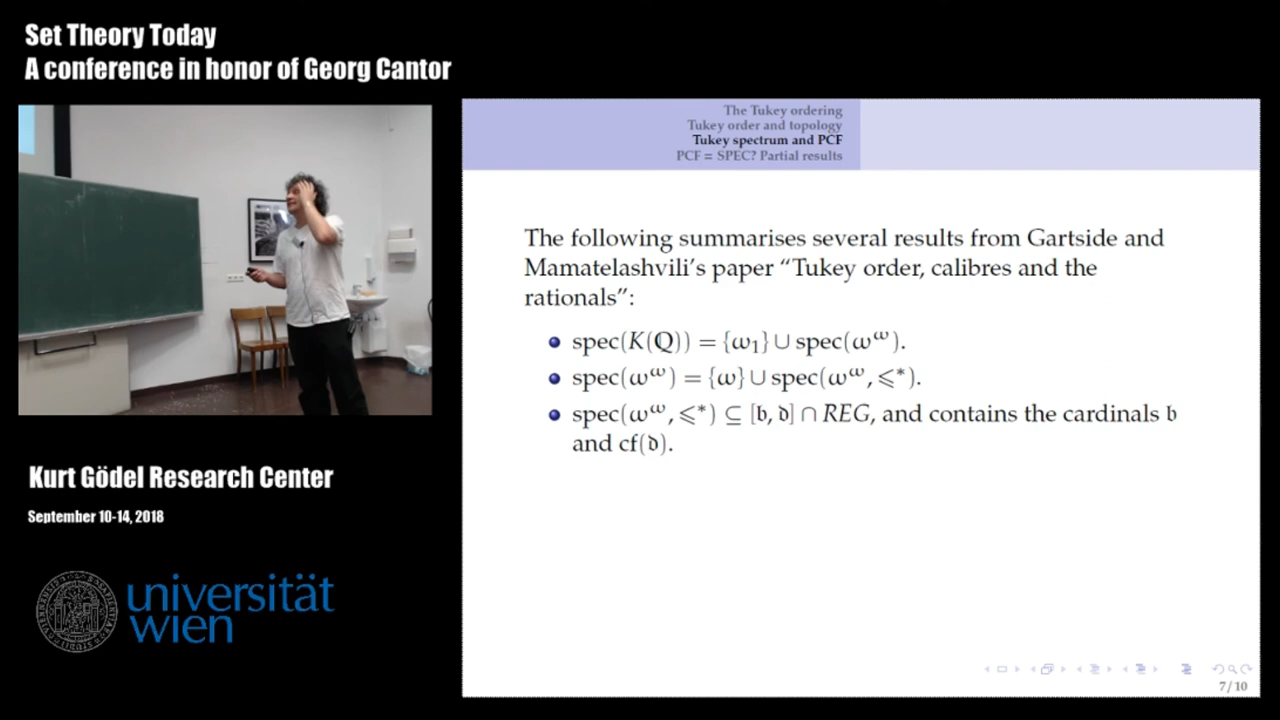 Set Theory Today
A conference in honor of Georg Cantor
The Tukey ordering
Tukey order and topology
Tukey spectrum and PCF
PCF = SPEC? Partial results
The following summarises several results from Gartside and
Mamatelashvili’s paper “Tukey order, calibres and the
rationals”:
spec(K(Q)) = {ω₁} ∪ spec(ω^ω).
spec(ω^ω) = {ω} ∪ spec(ω^ω, ⩽*).
spec(ω^ω, ⩽*) ⊆ [𝔟, 𝔡] ∩ REG, and contains the cardinals 𝔟
and cf(𝔡).
Kurt Gödel Research Center
September 10-14, 2018
universität
wien
7/10